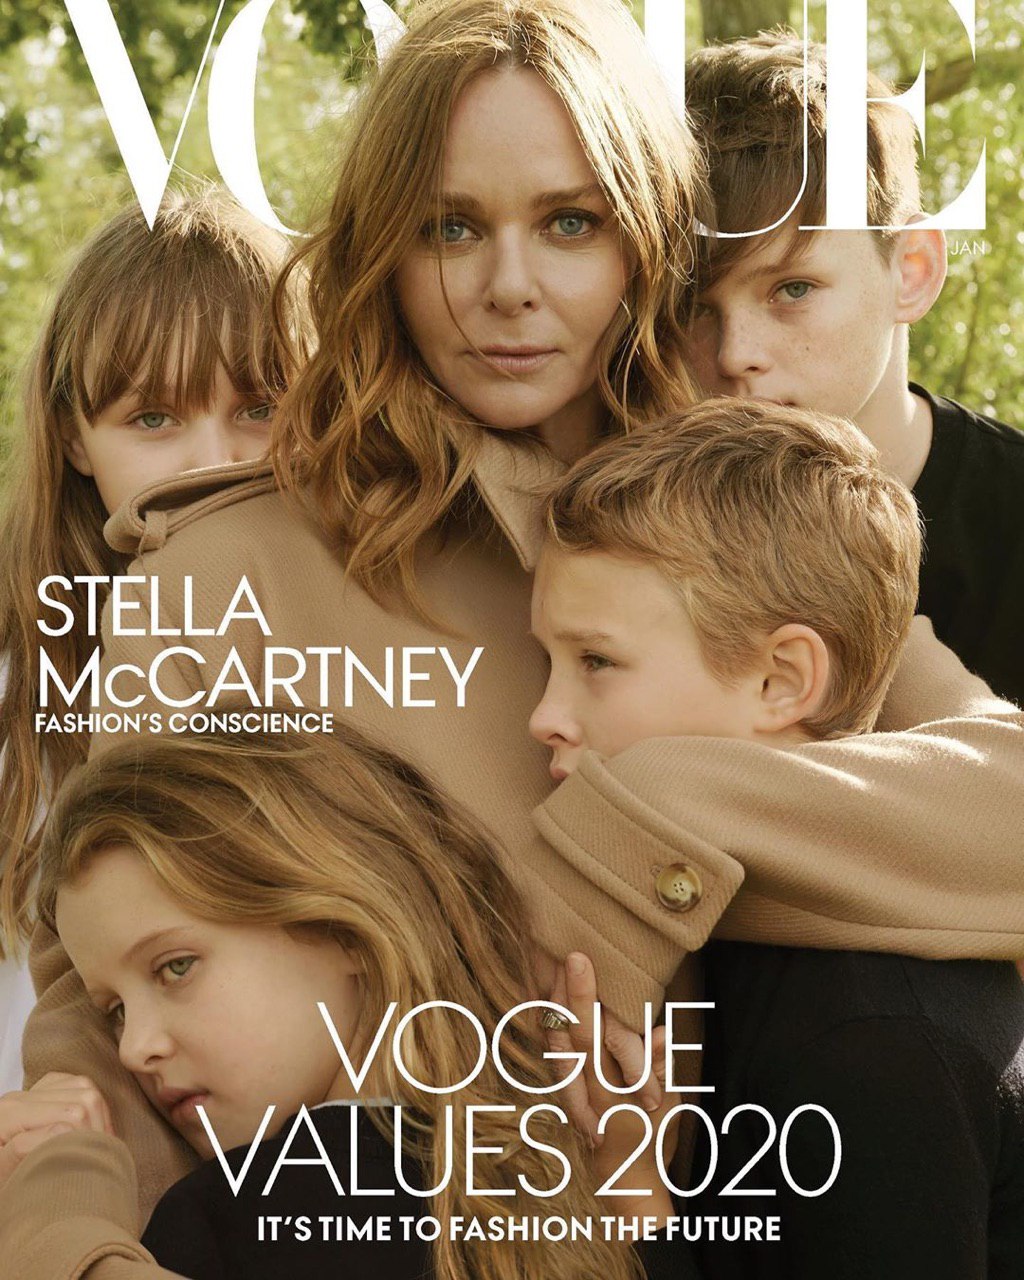 VOGUE
JAN
STELLA
McCARTNEY
FASHION'S CONSCIENCE
VOGUE
VALUES 2020
IT'S TIME TO FASHION THE FUTURE